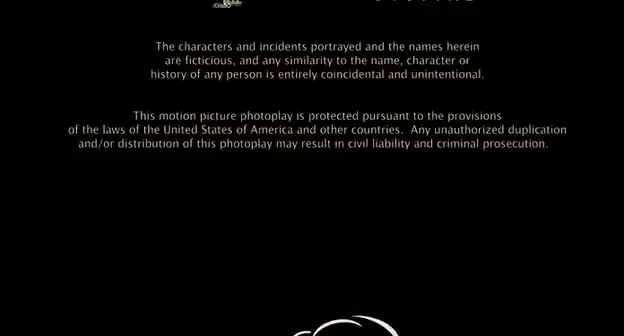 The characters and incidents portrayed and the names herein
are ficticious, and any similarity to the name, character or
history of any person is entirely coincidental and unintentional.
This motion picture photoplay is protected pursuant to the provisions
of the laws of the United States of America and other countries. Any unauthorized duplication
and/or distribution of this photoplay may result in civil liability and criminal prosecution.